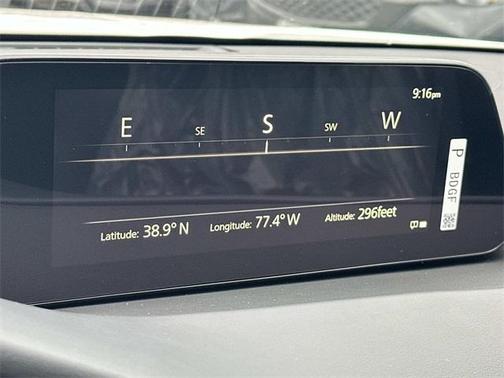 9:16pm
E SE S SW W
Latitude: 38.9° N Longitude: 77.4° W Altitude: 296feet
P BDGF